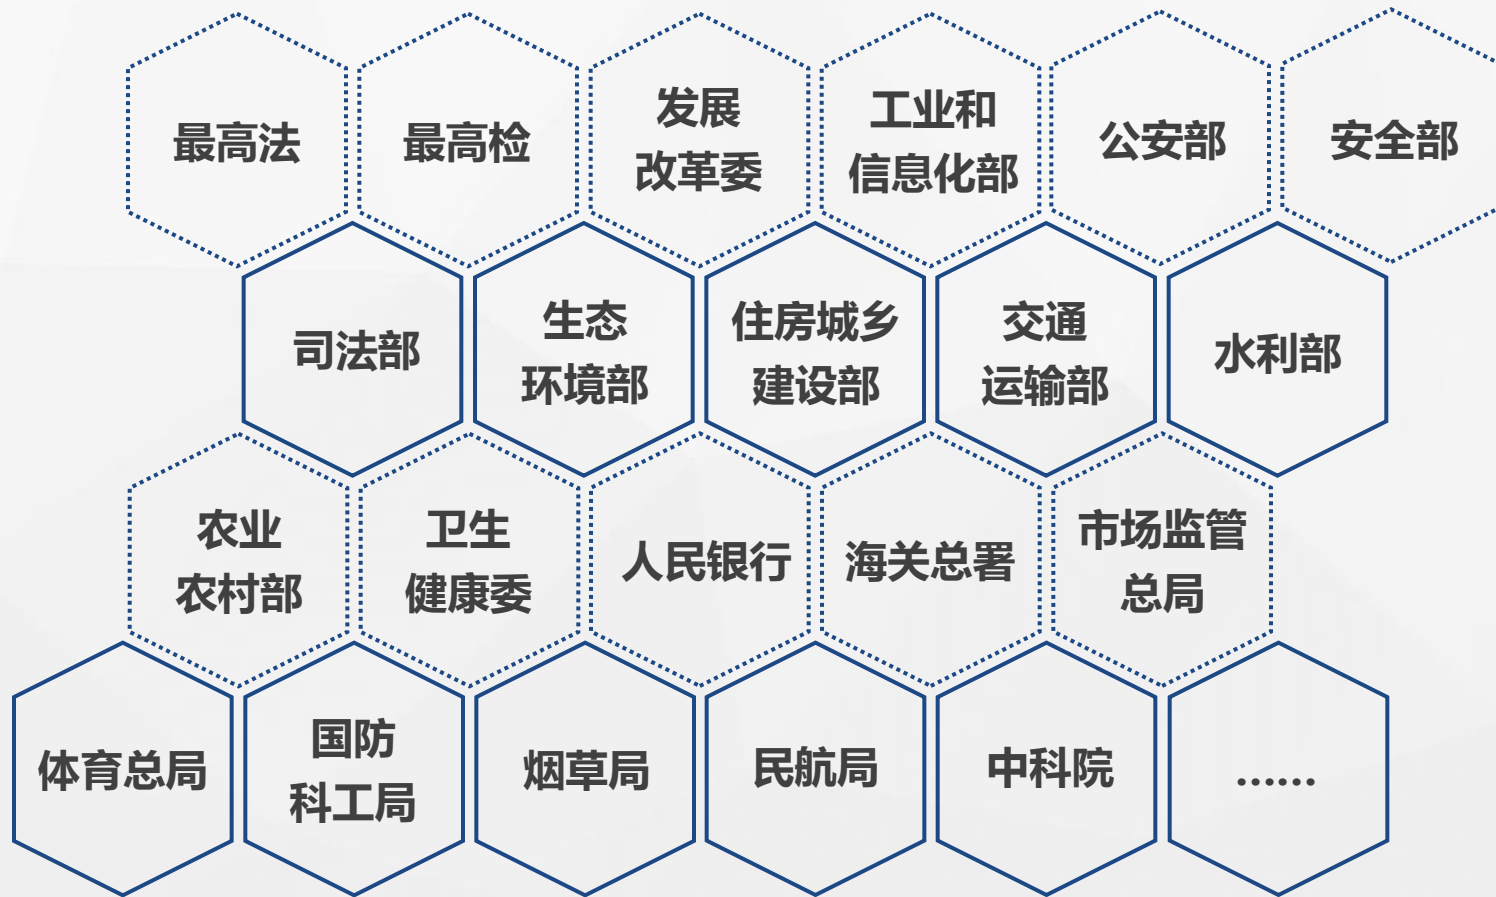 最高法
最高检
发展
改革委
工业和
信息化部
公安部
安全部
司法部
生态
环境部
住房城乡
建设部
交通
运输部
水利部
农业
农村部
卫生
健康委
人民银行
海关总署
市场监管
总局
体育总局
国防
科工局
烟草局
民航局
中科院
……